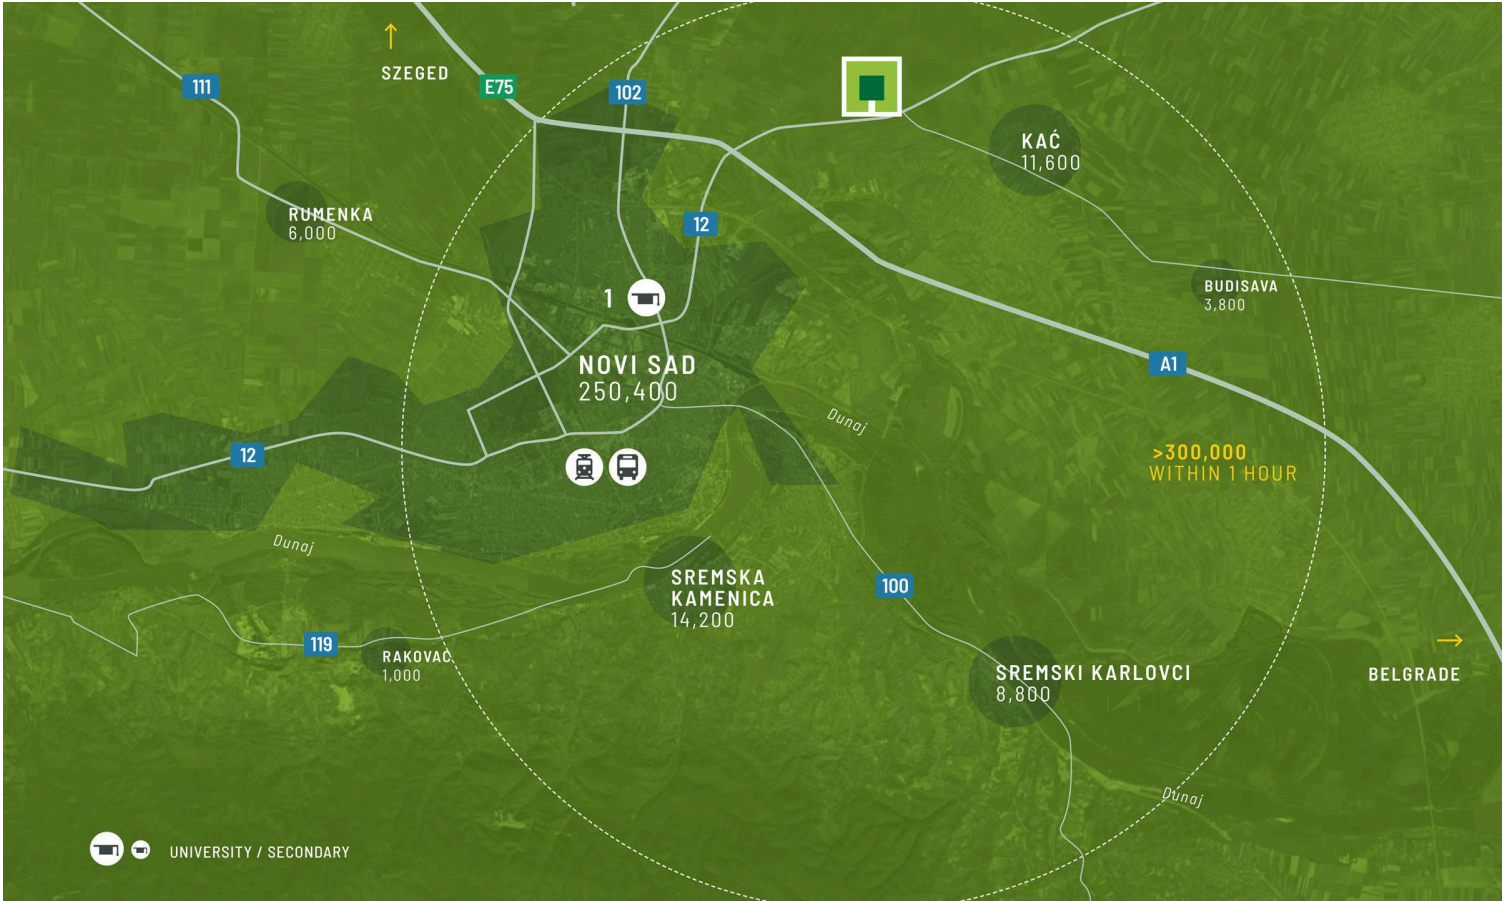 SZEGED
111
E75
102
KAĆ
11,600
RUMENKA
6,000
12
BUDISAVA
3,800
1
NOVI SAD
250,400
A1
Dunaj
12
>300,000
WITHIN 1 HOUR
Dunaj
SREMSKA
KAMENICA
14,200
100
119
RAKOVAC
1,000
SREMSKI KARLOVCI
8,800
BELGRADE
Dunaj
UNIVERSITY / SECONDARY